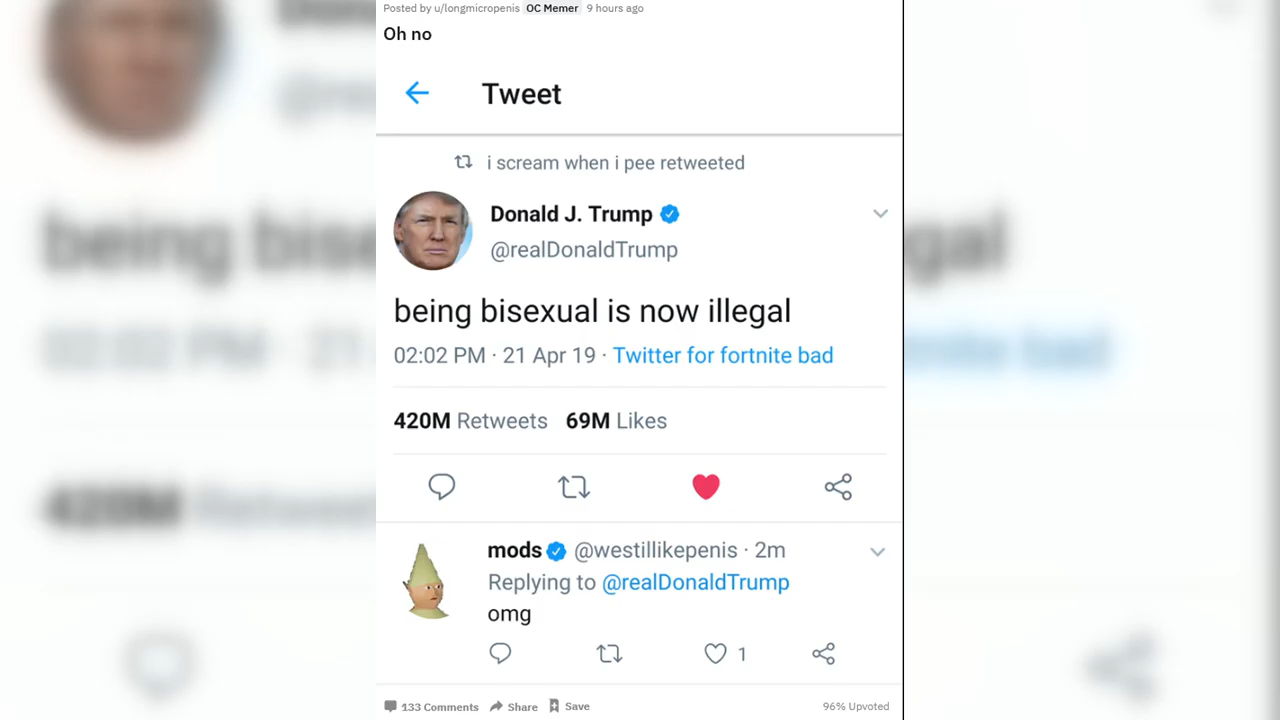 Posted by u/longmicropenis OC Memer 9 hours ago
Oh no
Tweet
i scream when i pee retweeted
Donald J. Trump
@realDonaldTrump
being bisexual is now illegal
02:02 PM · 21 Apr 19 · Twitter for fortnite bad
420M Retweets 69M Likes
mods @westillikepenis · 2m
Replying to @realDonaldTrump
omg
1
133 Comments Share Save 96% Upvoted